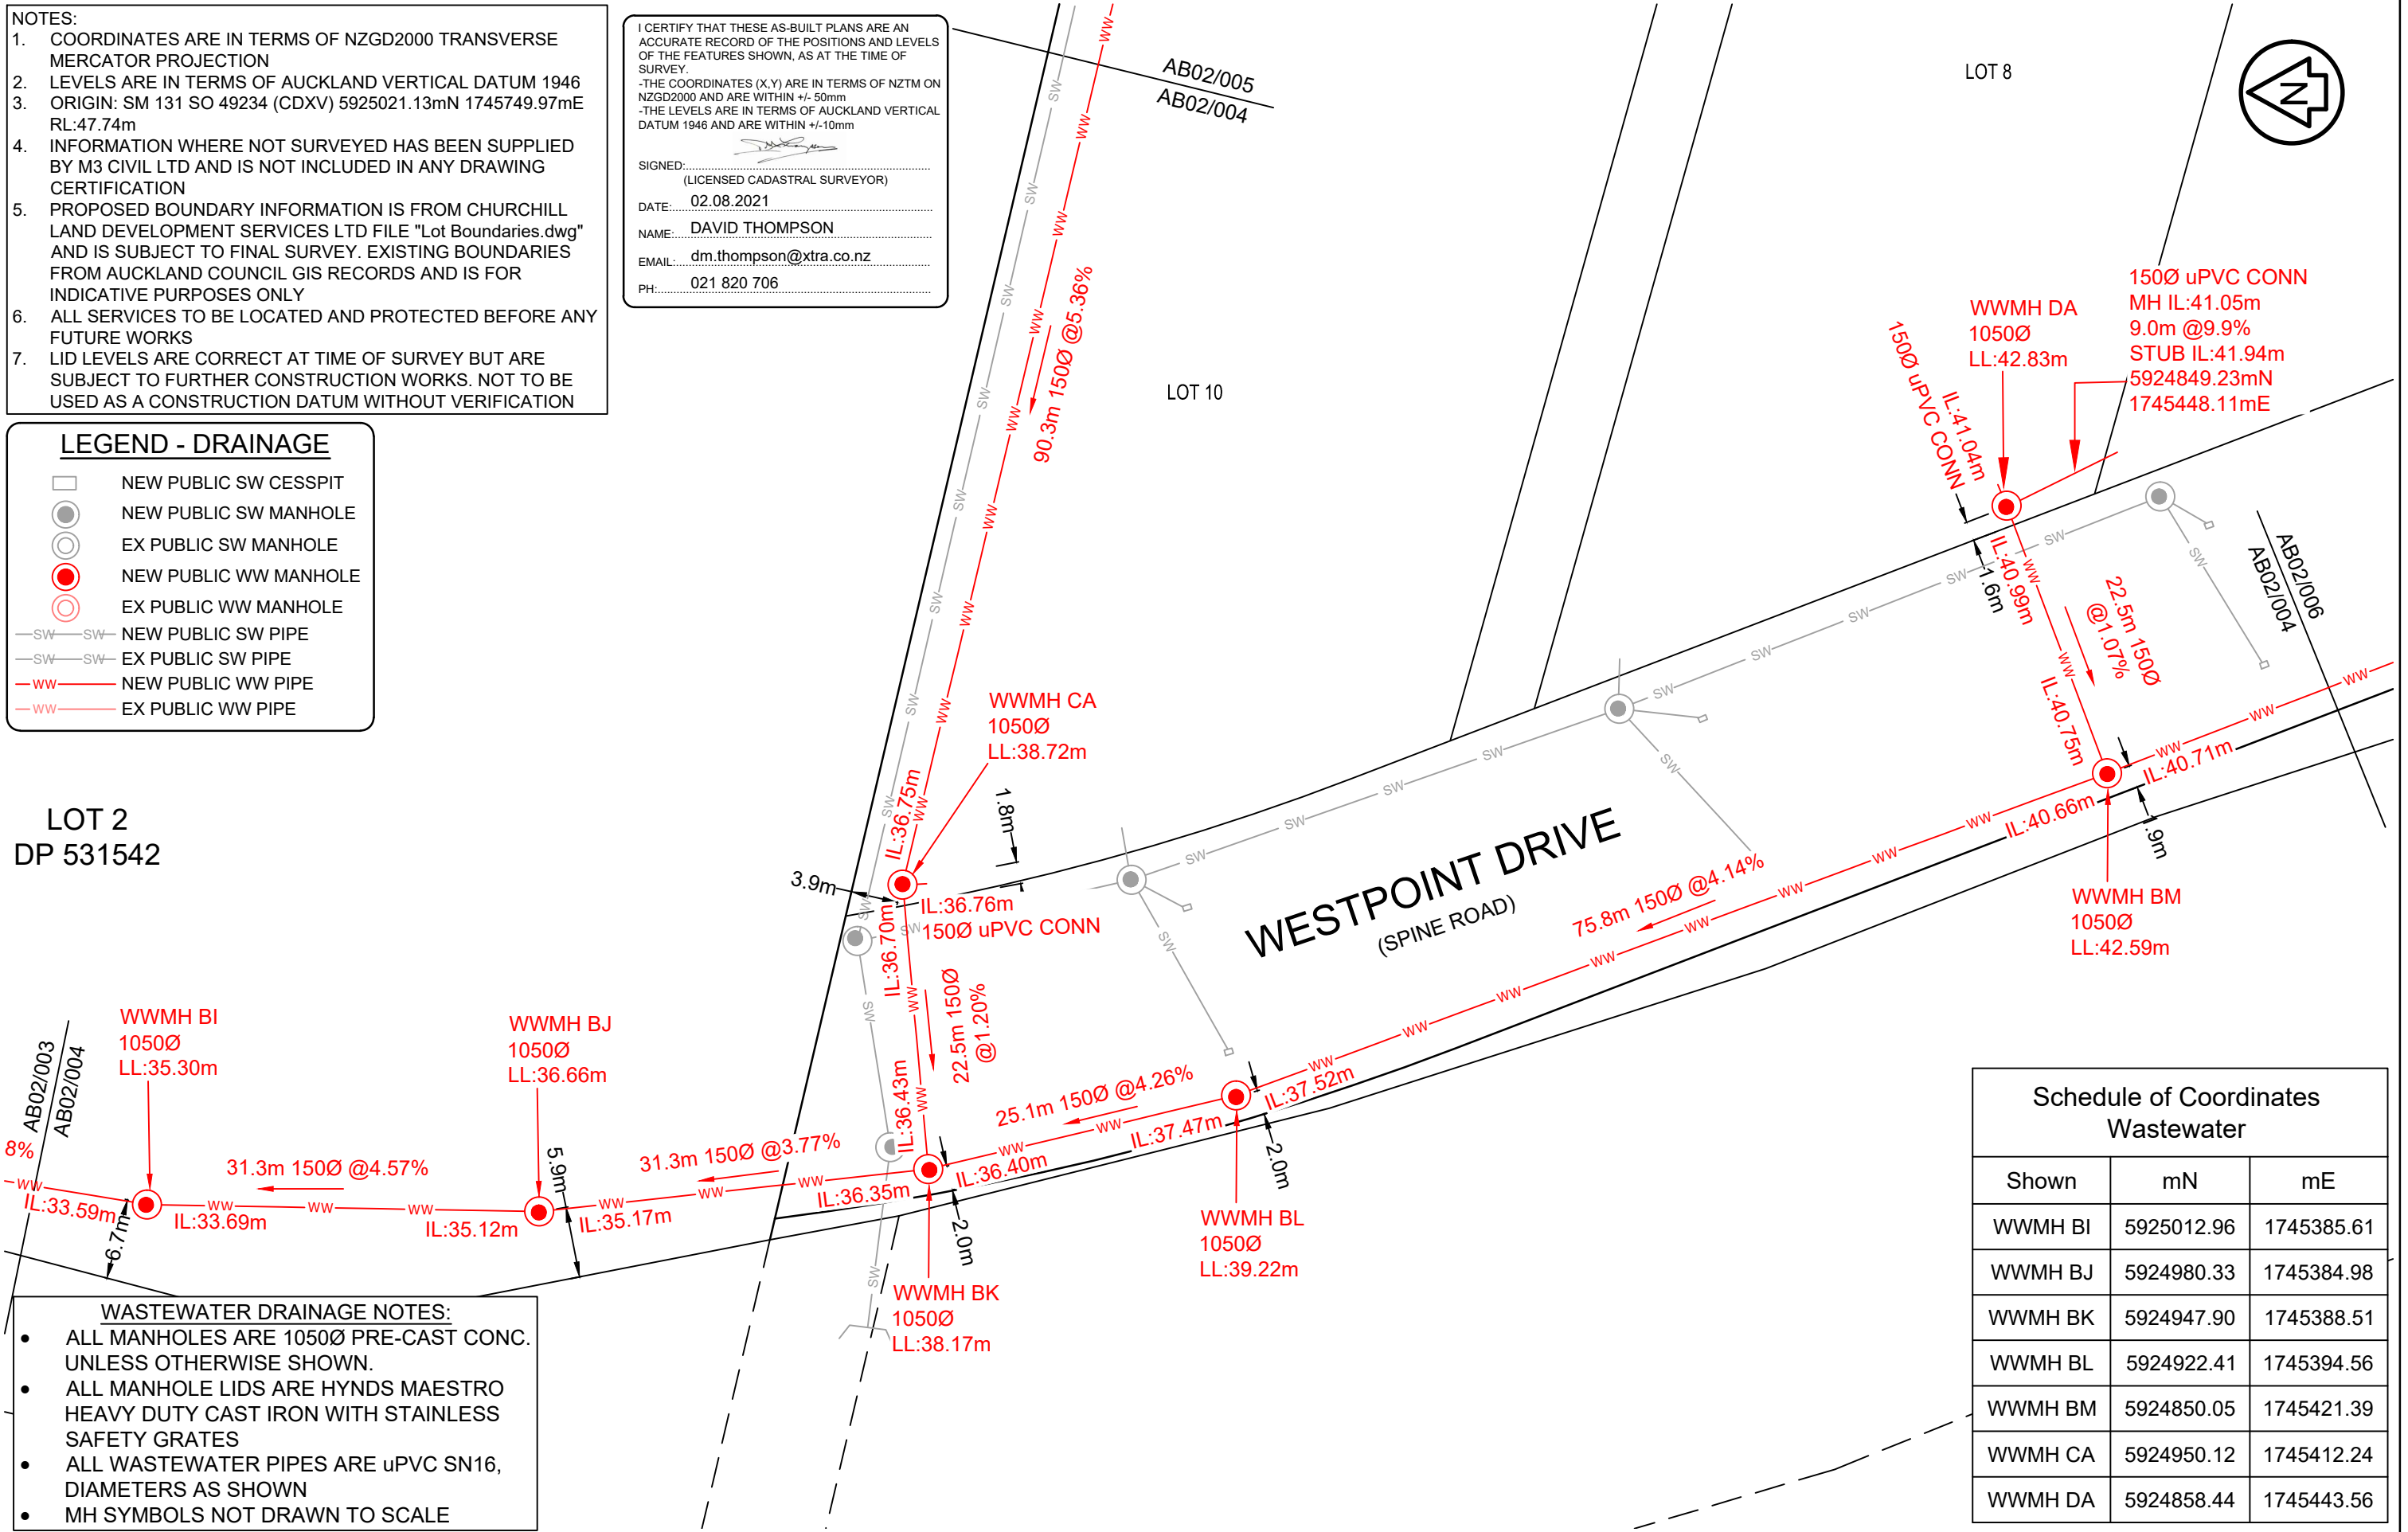 NOTES:
1. COORDINATES ARE IN TERMS OF NZGD2000 TRANSVERSE
MERCATOR PROJECTION
2. LEVELS ARE IN TERMS OF AUCKLAND VERTICAL DATUM 1946
3. ORIGIN: SM 131 SO 49234 (CDXV) 5925021.13mN 1745749.97mE
RL:47.74m
4. INFORMATION WHERE NOT SURVEYED HAS BEEN SUPPLIED
BY M3 CIVIL LTD AND IS NOT INCLUDED IN ANY DRAWING
CERTIFICATION
5. PROPOSED BOUNDARY INFORMATION IS FROM CHURCHILL
LAND DEVELOPMENT SERVICES LTD FILE "Lot Boundaries.dwg"
AND IS SUBJECT TO FINAL SURVEY. EXISTING BOUNDARIES
FROM AUCKLAND COUNCIL GIS RECORDS AND IS FOR
INDICATIVE PURPOSES ONLY
6. ALL SERVICES TO BE LOCATED AND PROTECTED BEFORE ANY
FUTURE WORKS
7. LID LEVELS ARE CORRECT AT TIME OF SURVEY BUT ARE
SUBJECT TO FURTHER CONSTRUCTION WORKS. NOT TO BE
USED AS A CONSTRUCTION DATUM WITHOUT VERIFICATION
I CERTIFY THAT THESE AS-BUILT PLANS ARE AN
ACCURATE RECORD OF THE POSITIONS AND LEVELS
OF THE FEATURES SHOWN, AS AT THE TIME OF
SURVEY.
-THE COORDINATES (X,Y) ARE IN TERMS OF NZTM ON
NZGD2000 AND ARE WITHIN +/- 50mm
-THE LEVELS ARE IN TERMS OF AUCKLAND VERTICAL
DATUM 1946 AND ARE WITHIN +/-10mm
SIGNED:
(LICENSED CADASTRAL SURVEYOR)
DATE: 02.08.2021
NAME: DAVID THOMPSON
EMAIL: dm.thompson@xtra.co.nz
PH: 021 820 706
LEGEND - DRAINAGE
NEW PUBLIC SW CESSPIT
NEW PUBLIC SW MANHOLE
EX PUBLIC SW MANHOLE
NEW PUBLIC WW MANHOLE
EX PUBLIC WW MANHOLE
SW SW NEW PUBLIC SW PIPE
SW SW EX PUBLIC SW PIPE
WW NEW PUBLIC WW PIPE
WW EX PUBLIC WW PIPE
AB02/005
AB02/004
LOT 8
N
LOT 10
90.3m 150Ø @5.36%
WWMH DA
1050Ø
LL:42.83m
150Ø uPVC CONN
MH IL:41.05m
9.0m @9.9%
STUB IL:41.94m
5924849.23mN
1745448.11mE
IL:41.04m
150Ø uPVC CONN
IL:40.99m
1.6m
22.5m 150Ø
@1.07%
IL:40.75m
AB02/006
AB02/004
IL:40.71m
IL:40.66m
1.9m
WWMH BM
1050Ø
LL:42.59m
WWMH CA
1050Ø
LL:38.72m
IL:36.75m
1.8m
3.9m
IL:36.76m
150Ø uPVC CONN
IL:36.70m
22.5m 150Ø
@1.20%
IL:36.43m
WESTPOINT DRIVE
(SPINE ROAD)
75.8m 150Ø @4.14%
LOT 2
DP 531542
AB02/003
AB02/004
8%
WWMH BI
1050Ø
LL:35.30m
IL:33.59m
6.7m
IL:33.69m
31.3m 150Ø @4.57%
IL:35.12m
WWMH BJ
1050Ø
LL:36.66m
5.9m
IL:35.17m
31.3m 150Ø @3.77%
IL:36.35m
IL:36.40m
2.0m
WWMH BK
1050Ø
LL:38.17m
25.1m 150Ø @4.26%
IL:37.47m
IL:37.52m
2.0m
WWMH BL
1050Ø
LL:39.22m
WASTEWATER DRAINAGE NOTES:
• ALL MANHOLES ARE 1050Ø PRE-CAST CONC.
UNLESS OTHERWISE SHOWN.
• ALL MANHOLE LIDS ARE HYNDS MAESTRO
HEAVY DUTY CAST IRON WITH STAINLESS
SAFETY GRATES
• ALL WASTEWATER PIPES ARE uPVC SN16,
DIAMETERS AS SHOWN
• MH SYMBOLS NOT DRAWN TO SCALE
Schedule of Coordinates
Wastewater
Shown mN mE
WWMH BI 5925012.96 1745385.61
WWMH BJ 5924980.33 1745384.98
WWMH BK 5924947.90 1745388.51
WWMH BL 5924922.41 1745394.56
WWMH BM 5924850.05 1745421.39
WWMH CA 5924950.12 1745412.24
WWMH DA 5924858.44 1745443.56